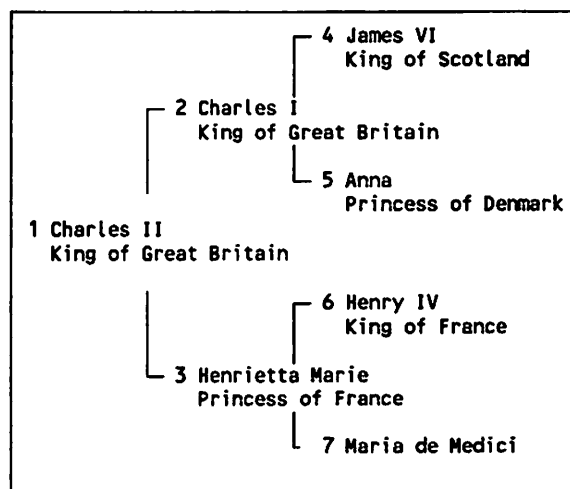 4 James VI
King of Scotland
2 Charles I
King of Great Britain
5 Anna
Princess of Denmark
1 Charles II
King of Great Britain
6 Henry IV
King of France
3 Henrietta Marie
Princess of France
7 Maria de Medici